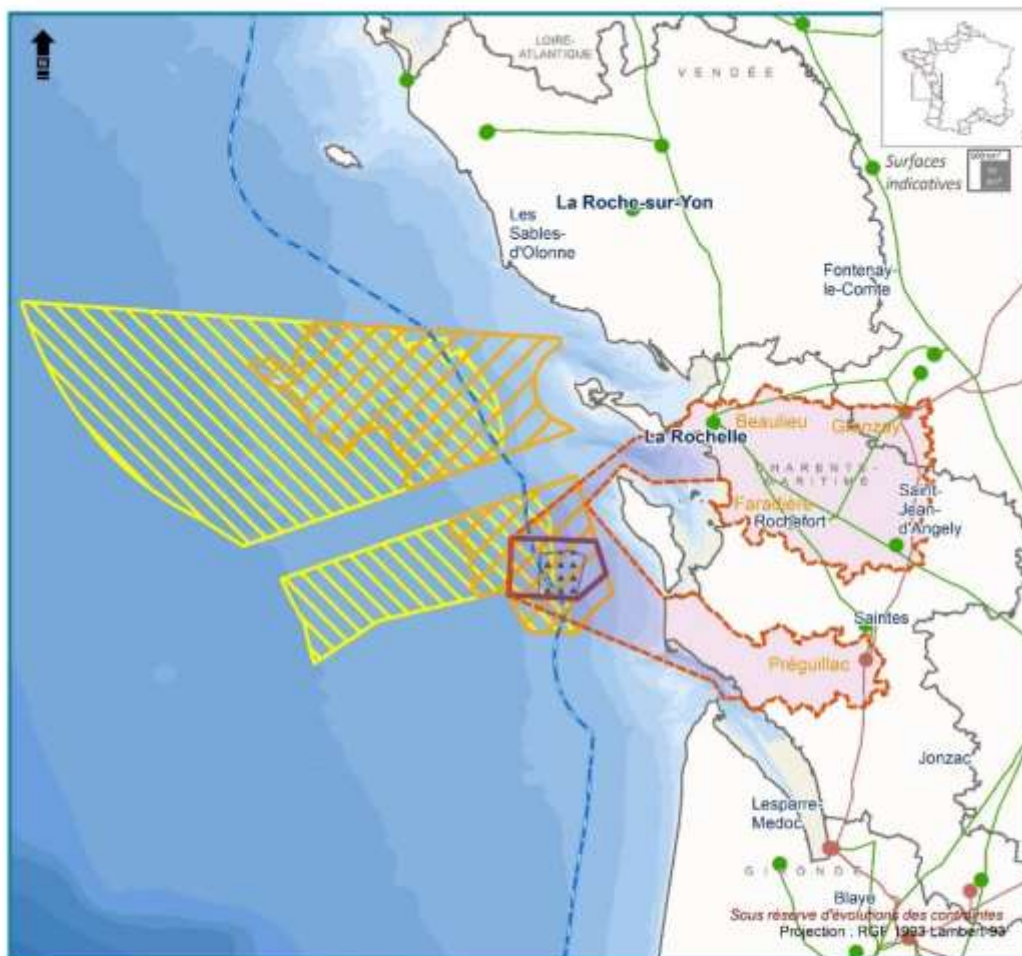 N
LOIRE-
ATLANTIQUE
VENDÉE
Surfaces
indicatives
La Roche-sur-Yon
Les
Sables-
d'Olonne
Fontenay-
le-Comte
Beaulieu
Granzay
La Rochelle
CHARENTE-
MARITIME
Faradière
Rochefort
Saint-
Jean-
d'Angely
Saintes
Préguillac
Jonzac
Lesparre-
Medoc
GIRONDE
Blaye
Sous réserve d'évolutions des contraintes
Projection : RGF 1993 Lambert-93